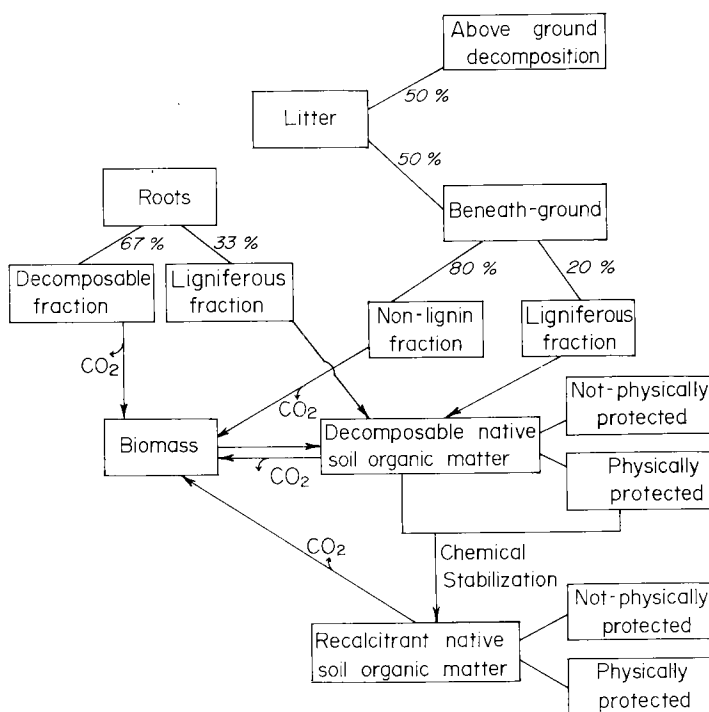 Above ground
decomposition
50 %
Litter
50 %
Roots
Beneath-ground
67 %
33 %
80 %
20 %
Decomposable
fraction
Ligniferous
fraction
Non-lignin
fraction
Ligniferous
fraction
CO2
CO2
Not-physically
protected
Biomass
Decomposable native
soil organic matter
CO2
Physically
protected
CO2
Chemical
Stabilization
Not-physically
protected
Recalcitrant native
soil organic matter
Physically
protected